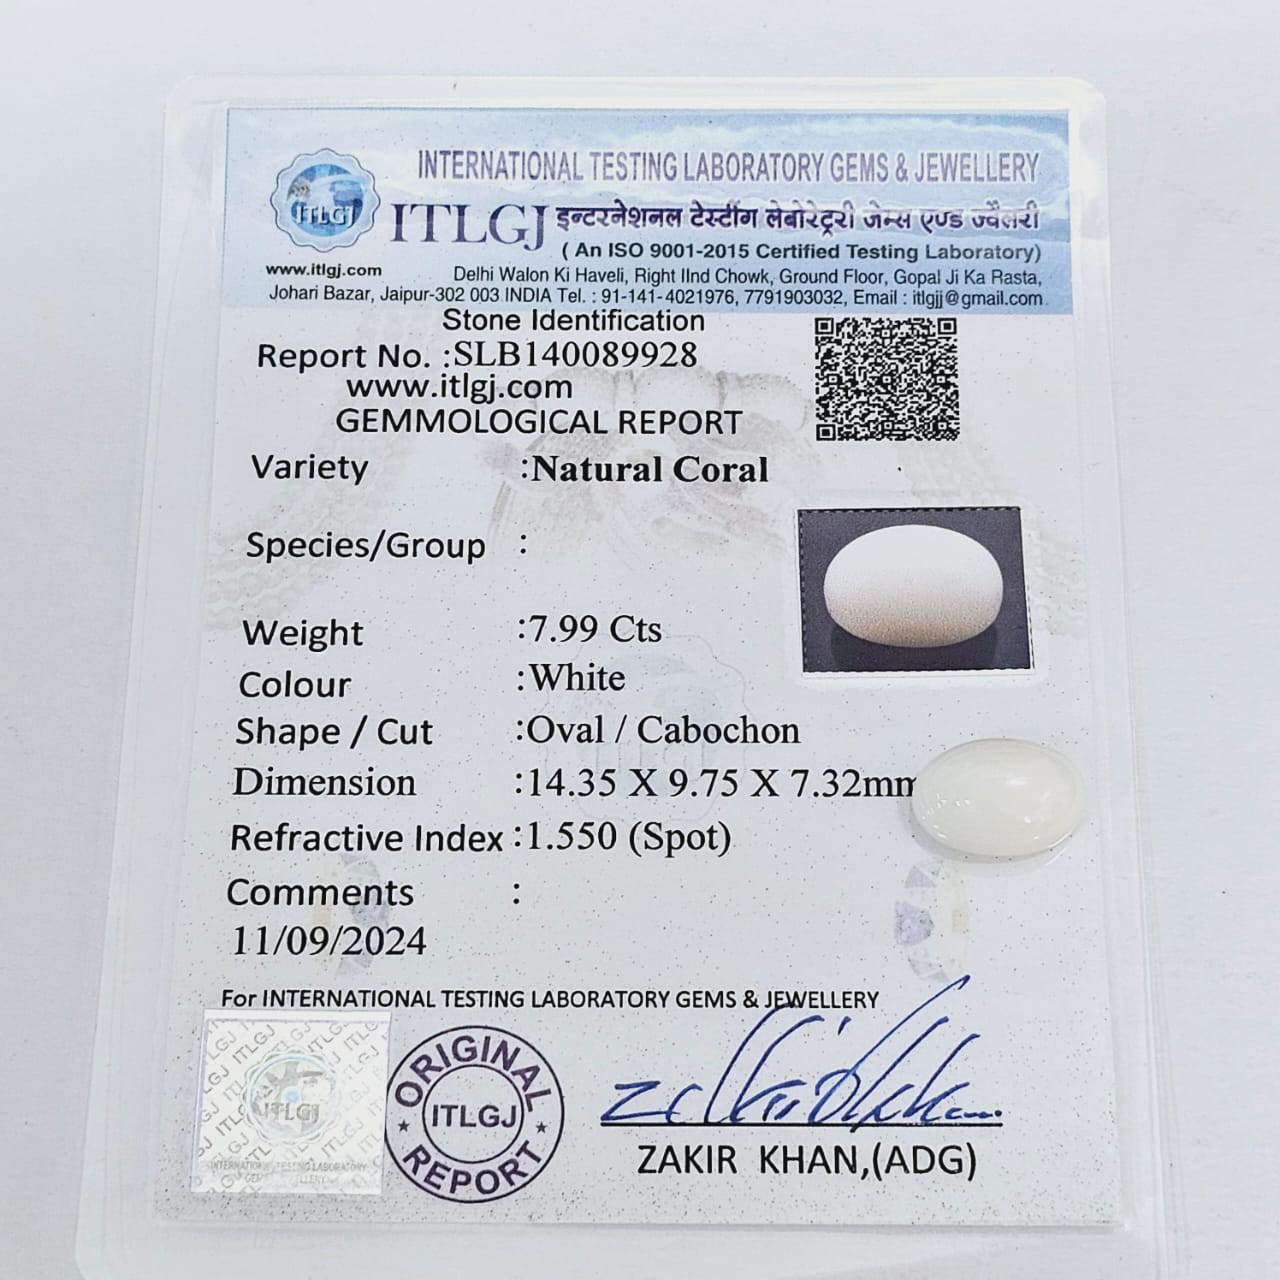 INTERNATIONAL TESTING LABORATORY GEMS & JEWELLERY
ITLGJ
ITLGJ इन्टरनेशनल टेस्टींग लेबोरेट्ररी जेम्स एण्ड ज्वैलरी
( An ISO 9001-2015 Certified Testing Laboratory)
www.itlgj.com Delhi Walon Ki Haveli, Right IInd Chowk, Ground Floor, Gopal Ji Ka Rasta,
Johari Bazar, Jaipur-302 003 INDIA Tel. : 91-141-4021976, 7791903032, Email : itlgjj@gmail.com
Stone Identification
Report No. :SLB140089928
www.itlgj.com
GEMMOLOGICAL REPORT
Variety :Natural Coral
Species/Group :
Weight :7.99 Cts
Colour :White
Shape / Cut :Oval / Cabochon
Dimension :14.35 X 9.75 X 7.32mm
Refractive Index :1.550 (Spot)
Comments :
11/09/2024
For INTERNATIONAL TESTING LABORATORY GEMS & JEWELLERY
ITLGJ
ORIGINAL
ITLGJ
REPORT
ZAKIR KHAN,(ADG)